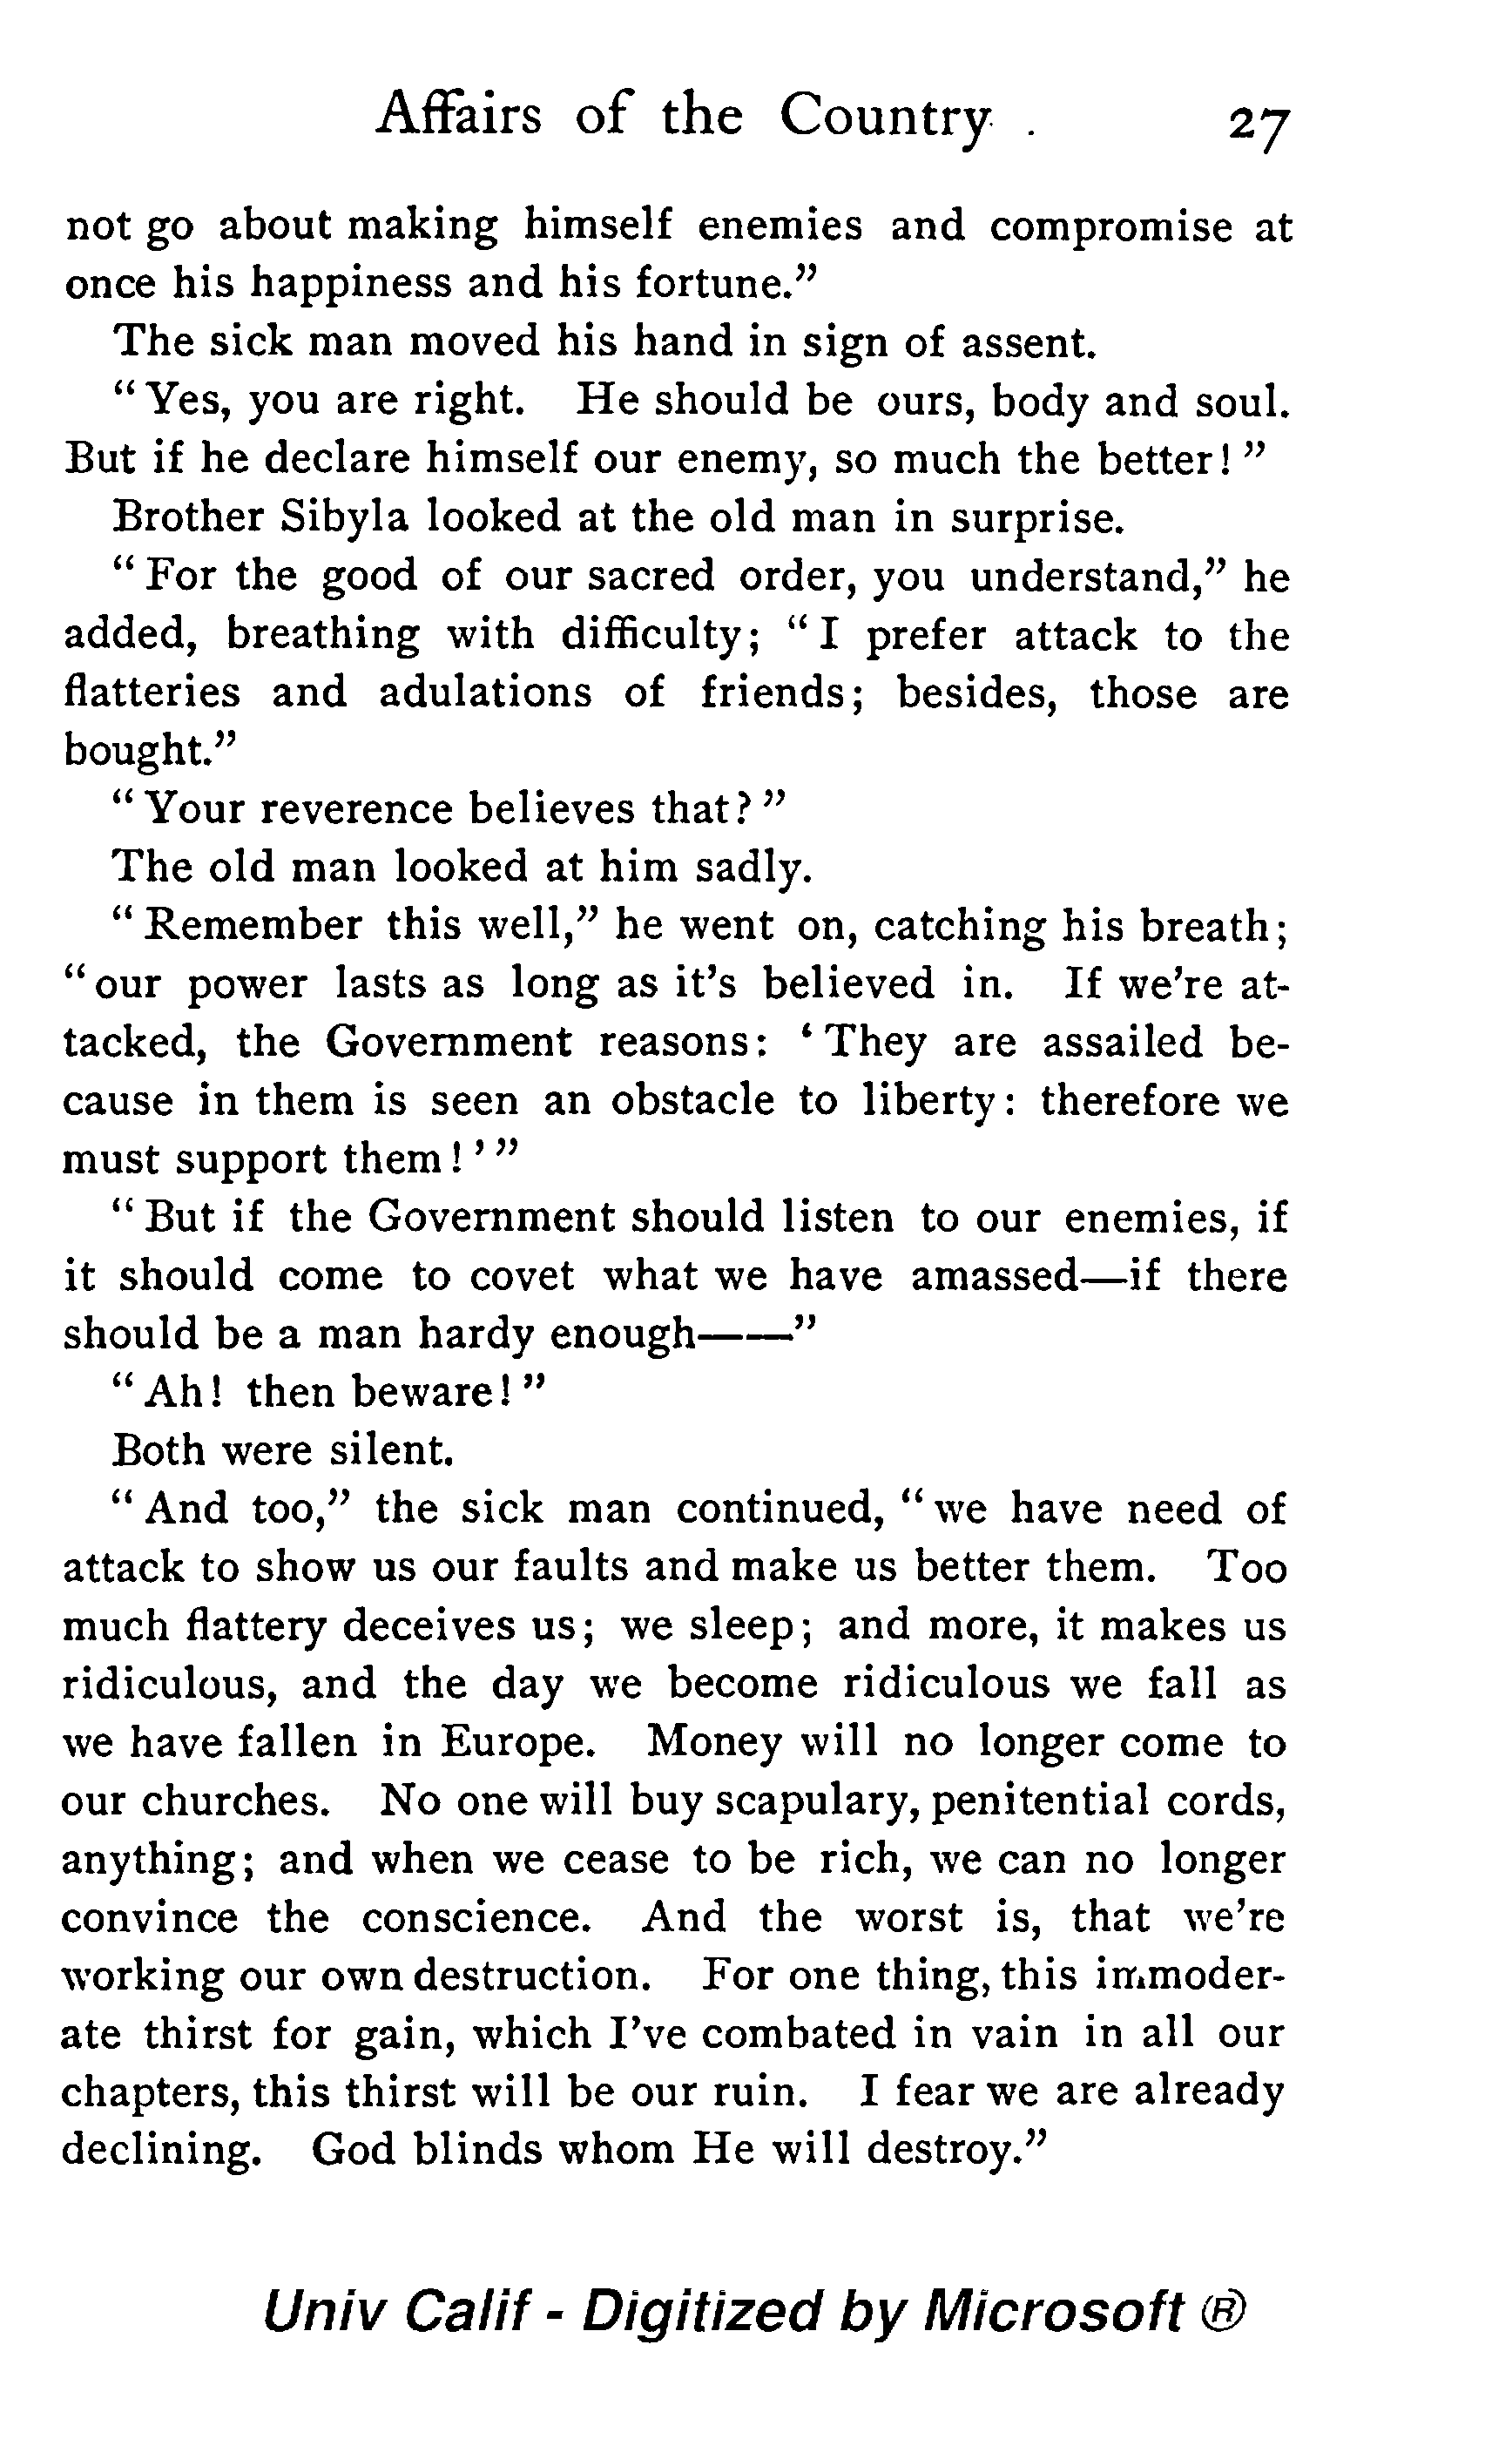 Affairs of the Country . 27
not go about making himself enemies and compromise at
once his happiness and his fortune.”
The sick man moved his hand in sign of assent.
“Yes, you are right. He should be ours, body and soul.
But if he declare himself our enemy, so much the better!”
Brother Sibyla looked at the old man in surprise.
“For the good of our sacred order, you understand,” he
added, breathing with difficulty; “I prefer attack to the
flatteries and adulations of friends; besides, those are
bought.”
“Your reverence believes that?”
The old man looked at him sadly.
“Remember this well,” he went on, catching his breath;
“our power lasts as long as it’s believed in. If we’re at-
tacked, the Government reasons: ‘They are assailed be-
cause in them is seen an obstacle to liberty: therefore we
must support them!’”
“But if the Government should listen to our enemies, if
it should come to covet what we have amassed—if there
should be a man hardy enough——”
“Ah! then beware!”
Both were silent.
“And too,” the sick man continued, “we have need of
attack to show us our faults and make us better them. Too
much flattery deceives us; we sleep; and more, it makes us
ridiculous, and the day we become ridiculous we fall as
we have fallen in Europe. Money will no longer come to
our churches. No one will buy scapulary, penitential cords,
anything; and when we cease to be rich, we can no longer
convince the conscience. And the worst is, that we’re
working our own destruction. For one thing, this immoder-
ate thirst for gain, which I’ve combated in vain in all our
chapters, this thirst will be our ruin. I fear we are already
declining. God blinds whom He will destroy.”
Univ Calif - Digitized by Microsoft ®